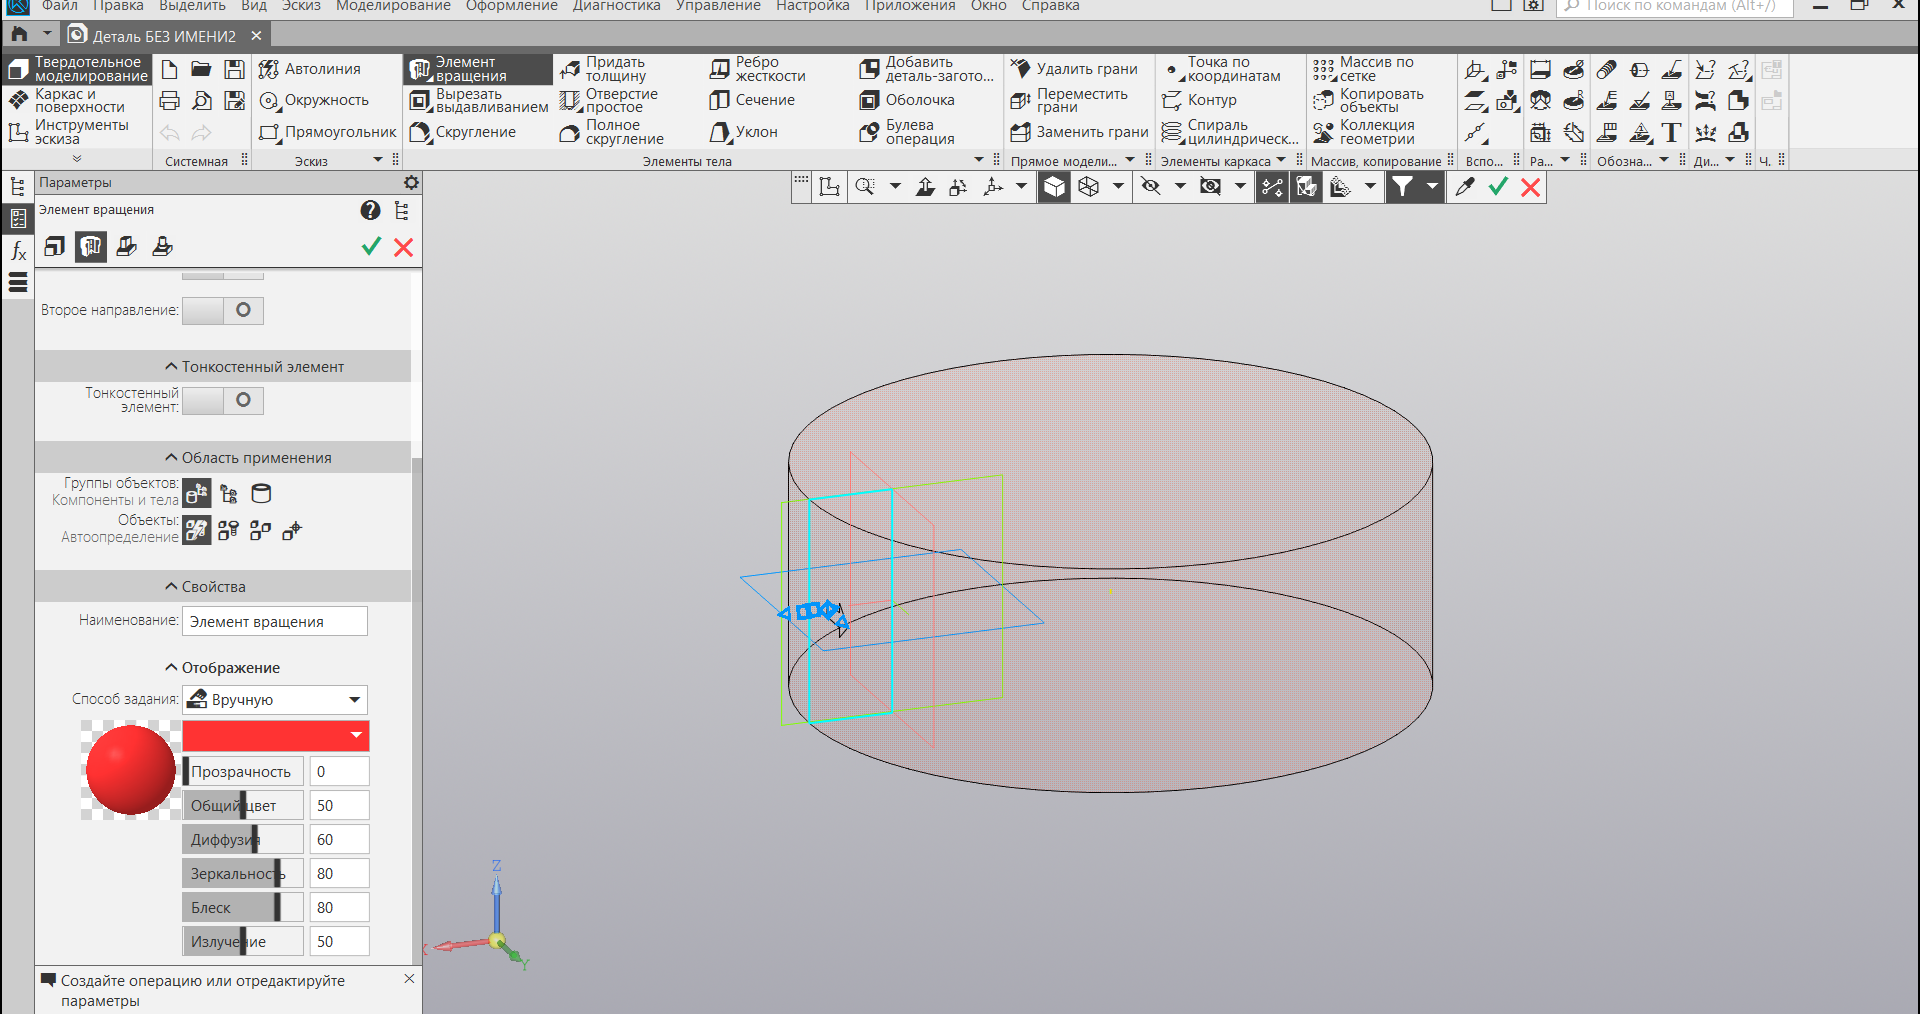 Файл Правка Выделить Вид Эскиз Моделирование Оформление Диагностика Управление Настройка Приложения Окно Справка
Поиск по командам (Alt+/)
Деталь БЕЗ ИМЕНИ2
Твердотельное моделирование
Каркас и поверхности
Инструменты эскиза
Системная
Автолиния
Окружность
Прямоугольник
Эскиз
Элемент вращения
Вырезать выдавливанием
Скругление
Придать толщину
Отверстие простое
Полное скругление
Ребро жесткости
Сечение
Уклон
Добавить деталь-загото...
Оболочка
Булева операция
Элементы тела
Удалить грани
Переместить грани
Заменить грани
Прямое модели...
Точка по координатам
Контур
Спираль цилиндрическ...
Элементы каркаса
Массив по сетке
Копировать объекты
Коллекция геометрии
Массив, копирование
Вспо...
Ра...
Обозна...
Ди...
Ч.
Параметры
Элемент вращения
Второе направление:
Тонкостенный элемент
Тонкостенный
элемент:
Область применения
Группы объектов:
Компоненты и тела
Объекты:
Автоопределение
Свойства
Наименование: Элемент вращения
Отображение
Способ задания: Вручную
Прозрачность 0
Общий цвет 50
Диффузия 60
Зеркальность 80
Блеск 80
Излучение 50
Создайте операцию или отредактируйте
параметры
Z
X
Y